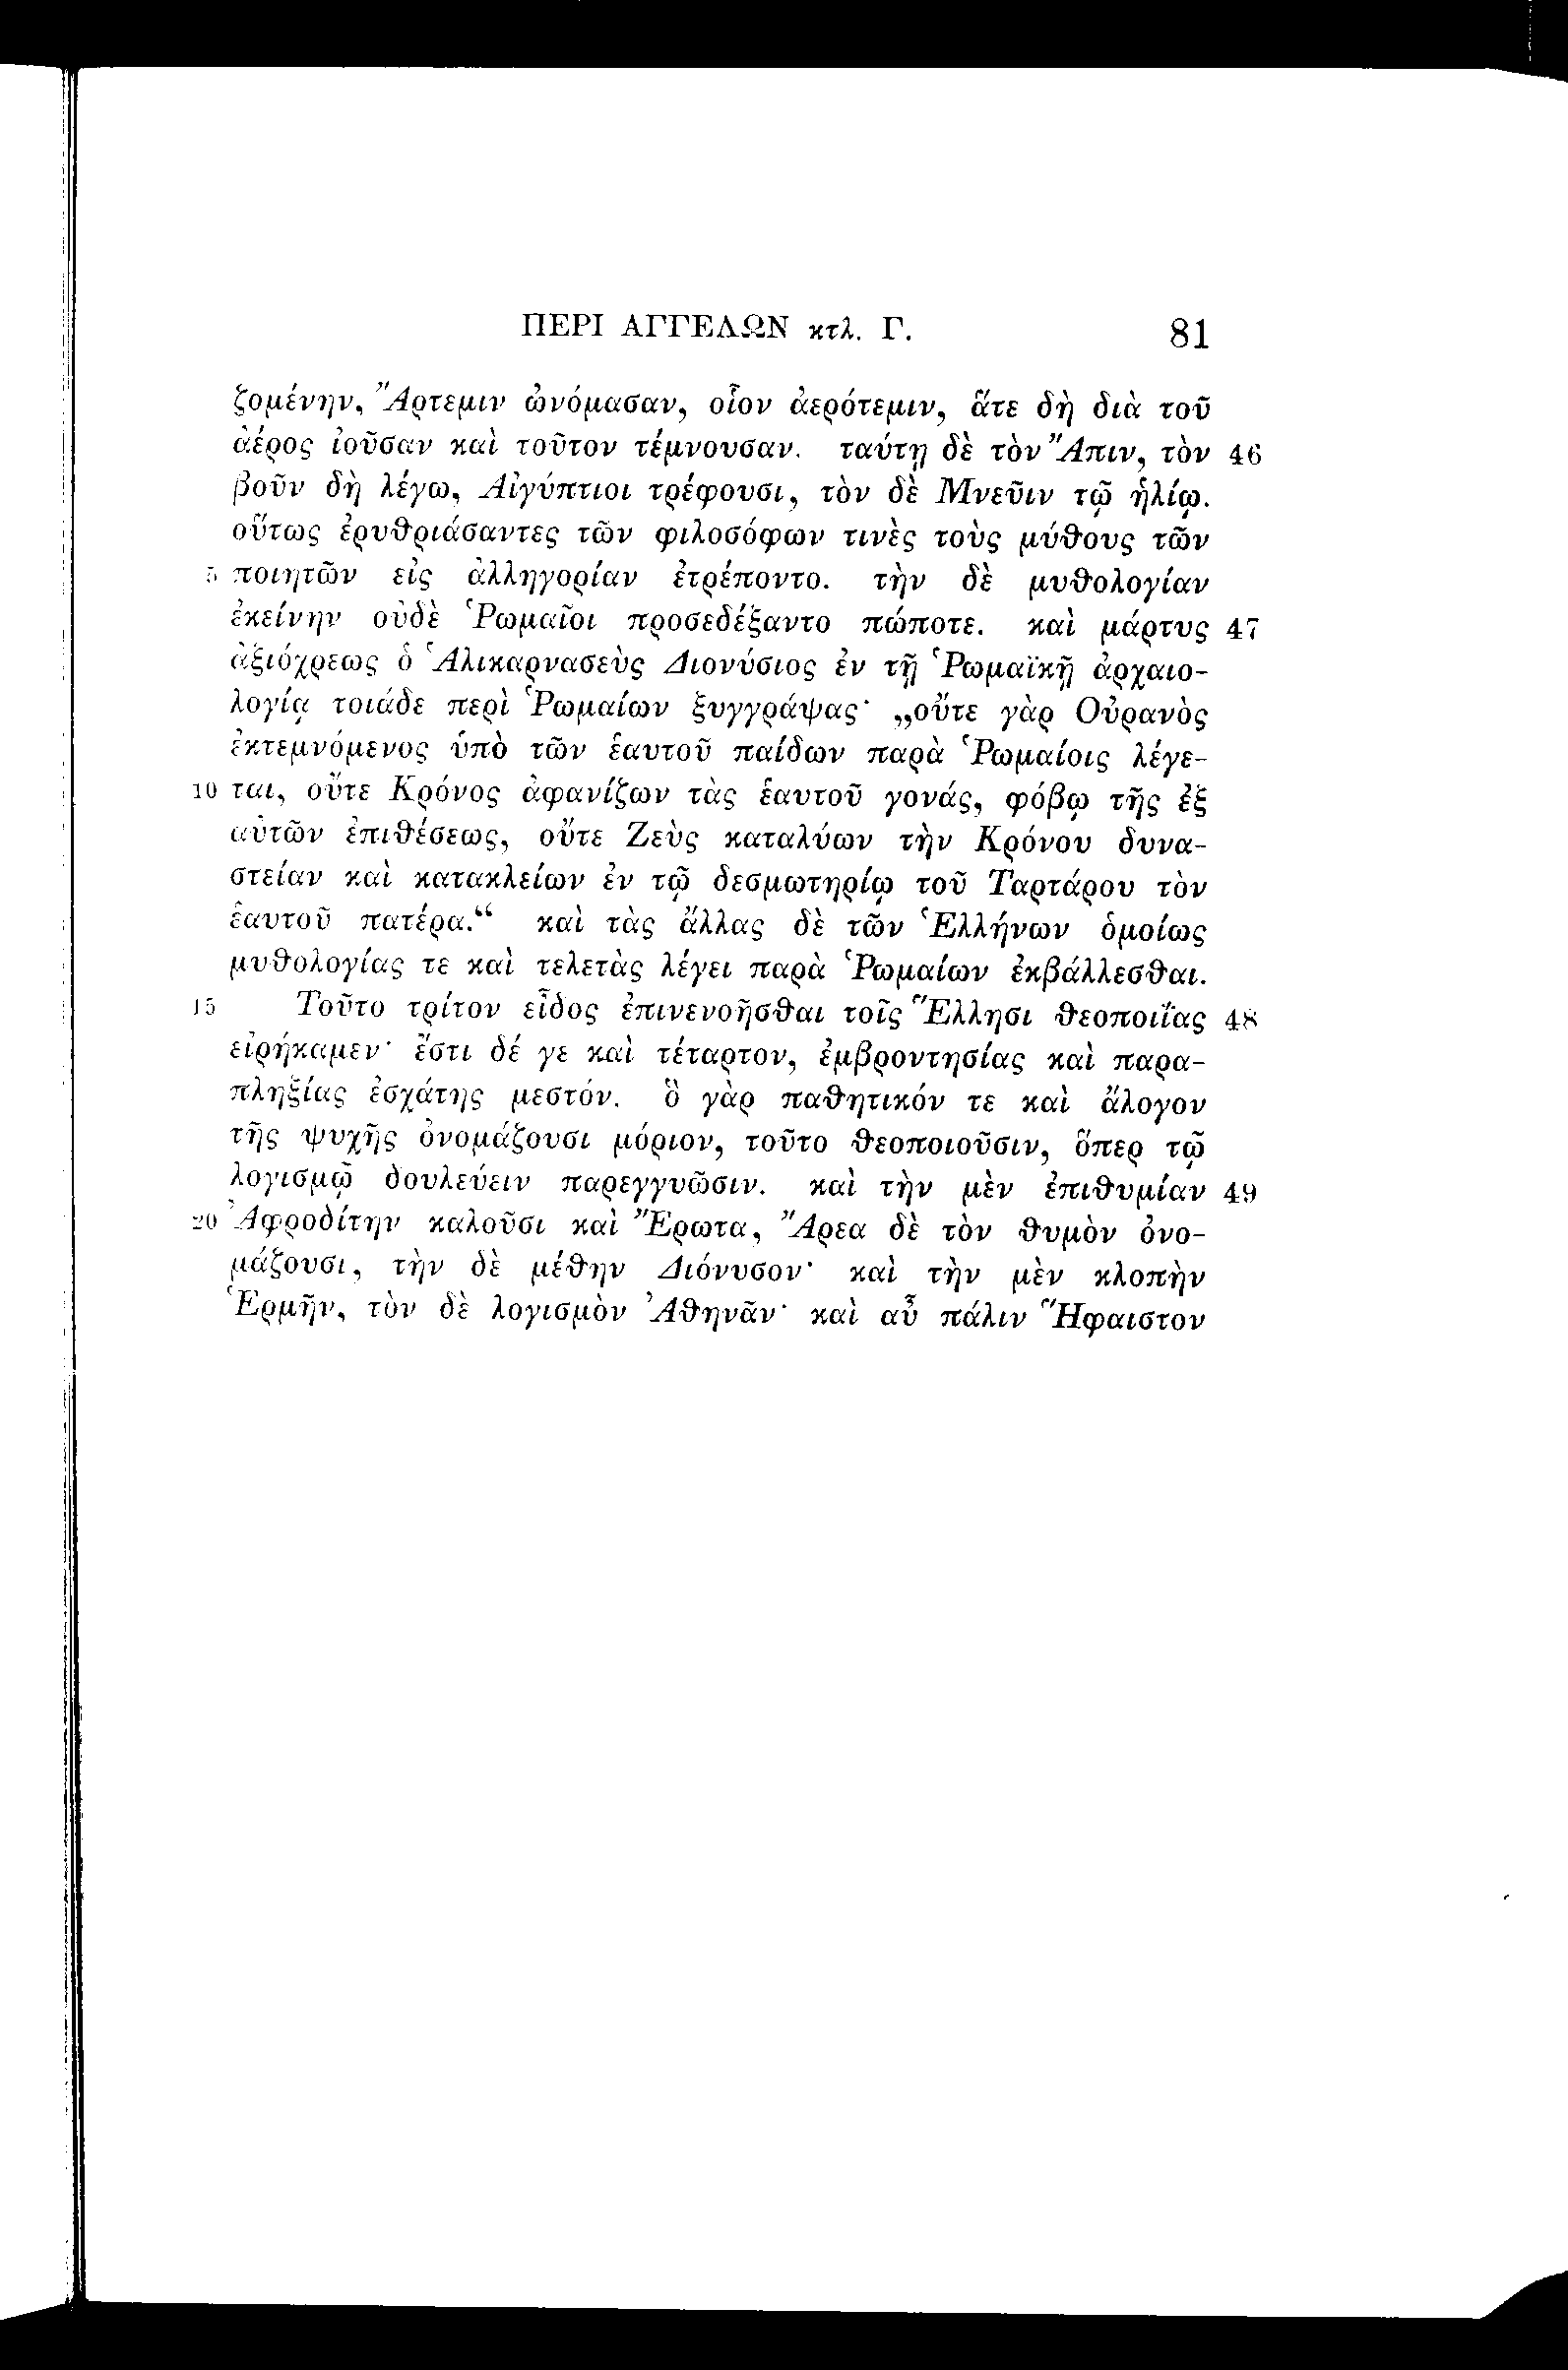 ΠΕΡΙ ΑΓΓΕΛΩΝ κτλ. Γ. 81
ζομένην, Ἄρτεμιν ὠνόμασαν, οἷον ἀερότεμιν, ἅτε δὴ διὰ τοῦ
ἀέρος ἰοῦσαν καὶ τοῦτον τέμνουσαν. ταύτῃ δὲ τὸν Ἄπιν, τὸν 46
βοῦν δὴ λέγω, Αἰγύπτιοι τρέφουσι, τὸν δὲ Μνεῦιν τῷ ἡλίῳ.
οὕτως ἐρυθριάσαντες τῶν φιλοσόφων τινὲς τοὺς μύθους τῶν
5 ποιητῶν εἰς ἀλληγορίαν ἐτρέποντο. τὴν δὲ μυθολογίαν
ἐκείνην οὐδὲ Ῥωμαῖοι προσεδέξαντο πώποτε. καὶ μάρτυς 47
ἀξιόχρεως ὁ Ἁλικαρνασεὺς Διονύσιος ἐν τῇ Ῥωμαϊκῇ ἀρχαιο-
λογίᾳ τοιάδε περὶ Ῥωμαίων ξυγγράψας· „οὔτε γὰρ Οὐρανὸς
ἐκτεμνόμενος ὑπὸ τῶν ἑαυτοῦ παίδων παρὰ Ῥωμαίοις λέγε-
10 ται, οὔτε Κρόνος ἀφανίζων τὰς ἑαυτοῦ γονάς, φόβῳ τῆς ἐξ
αὐτῶν ἐπιθέσεως, οὔτε Ζεὺς καταλύων τὴν Κρόνου δυνα-
στείαν καὶ κατακλείων ἐν τῷ δεσμωτηρίῳ τοῦ Ταρτάρου τὸν
ἑαυτοῦ πατέρα.“ καὶ τὰς ἄλλας δὲ τῶν Ἑλλήνων ὁμοίως
μυθολογίας τε καὶ τελετὰς λέγει παρὰ Ῥωμαίων ἐκβάλλεσθαι.
15 Τοῦτο τρίτον εἶδος ἐπινενοῆσθαι τοῖς Ἕλλησι θεοποιΐας 48
εἰρήκαμεν· ἔστι δέ γε καὶ τέταρτον, ἐμβροντησίας καὶ παρα-
πληξίας ἐσχάτης μεστόν. ὃ γὰρ παθητικόν τε καὶ ἄλογον
τῆς ψυχῆς ὀνομάζουσι μόριον, τοῦτο θεοποιοῦσιν, ὅπερ τῷ
λογισμῷ δουλεύειν παρεγγυῶσιν. καὶ τὴν μὲν ἐπιθυμίαν 49
20 Ἀφροδίτην καλοῦσι καὶ Ἔρωτα, Ἄρεα δὲ τὸν θυμὸν ὀνο-
μάζουσι, τὴν δὲ μέθην Διόνυσον· καὶ τὴν μὲν κλοπὴν
Ἑρμῆν, τὸν δὲ λογισμὸν Ἀθηνᾶν· καὶ αὖ πάλιν Ἥφαιστον